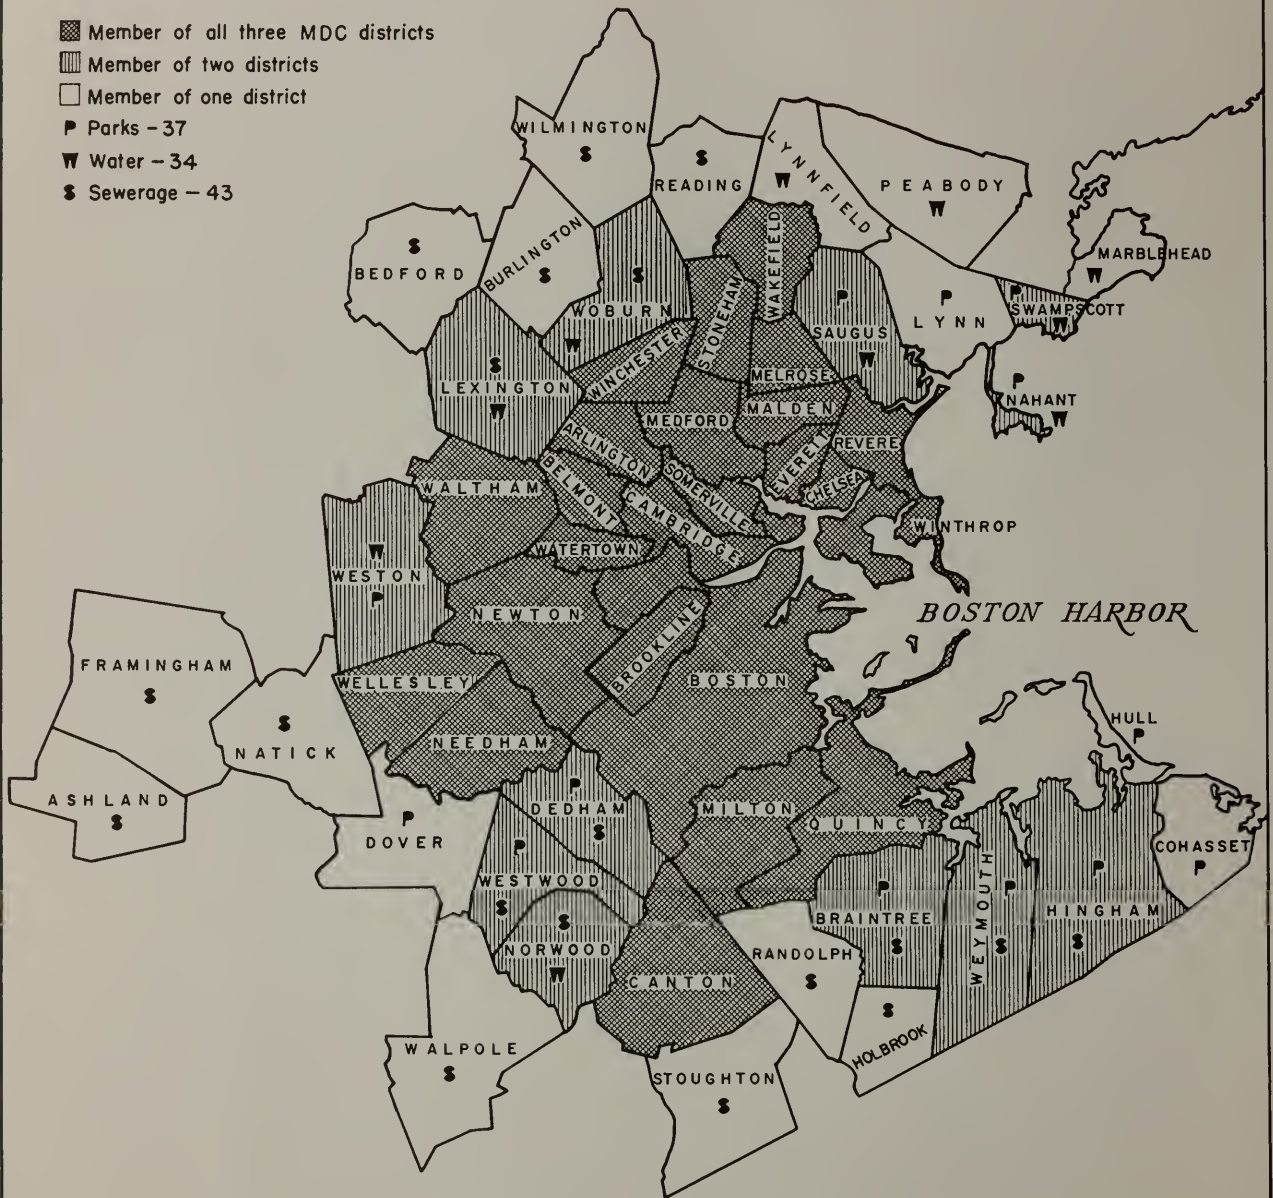 Member of all three MDC districts
Member of two districts
Member of one district
P Parks - 37
W Water - 34
S Sewerage - 43
WILMINGTON
S
READING
S
LYNNFIELD
W
PEABODY
W
BEDFORD
S
BURLINGTON
S
WOBURN
S
W
STONEHAM
WAKEFIELD
SAUGUS
P
W
LYNN
P
SWAMPSCOTT
P
W
MARBLEHEAD
W
NAHANT
P
W
LEXINGTON
S
W
WINCHESTER
MELROSE
MEDFORD
MALDEN
REVERE
EVERETT
CHELSEA
ARLINGTON
SOMERVILLE
BELMONT
CAMBRIDGE
WALTHAM
WATERTOWN
WINTHROP
WESTON
W
P
NEWTON
BROOKLINE
BOSTON
BOSTON HARBOR
FRAMINGHAM
S
NATICK
S
ASHLAND
S
WELLESLEY
NEEDHAM
DOVER
P
DEDHAM
P
S
WESTWOOD
P
S
NORWOOD
S
W
MILTON
QUINCY
HULL
P
COHASSET
P
HINGHAM
P
S
WEYMOUTH
P
S
BRAINTREE
P
S
RANDOLPH
S
HOLBROOK
S
CANTON
STOUGHTON
S
WALPOLE
S